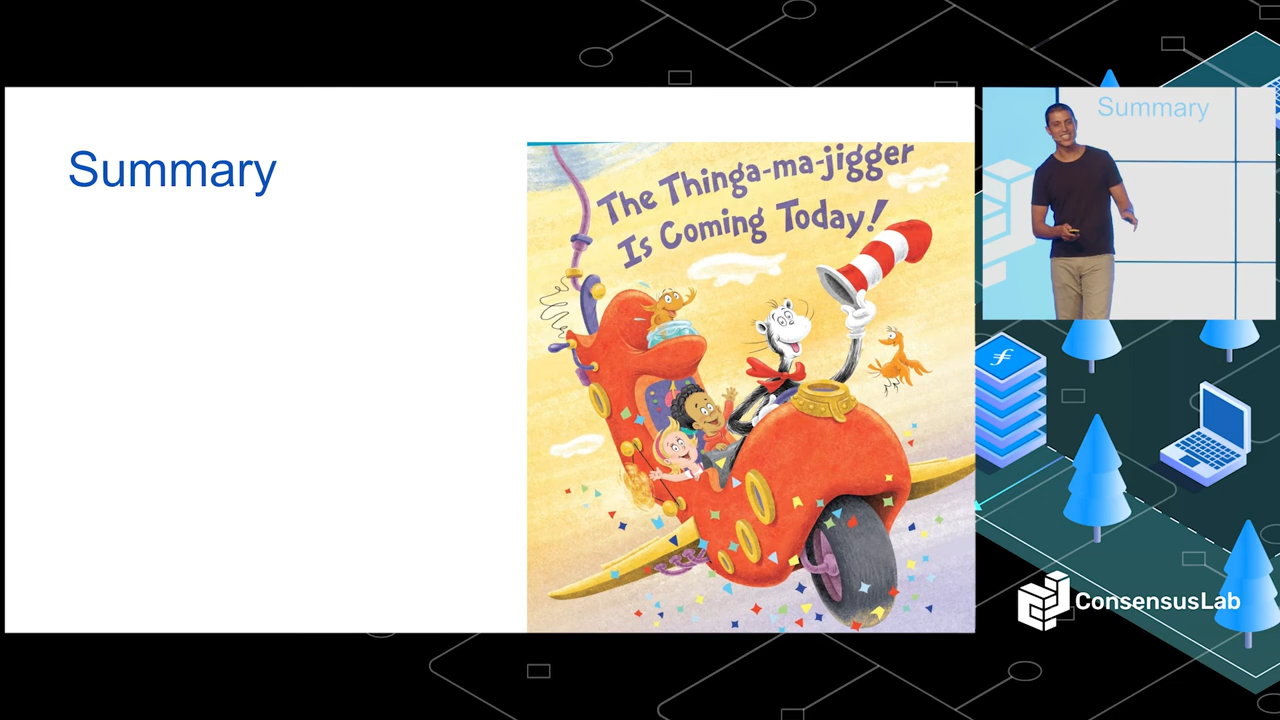 Summary
The Thinga-ma-jigger
Is Coming Today!
Summary
ConsensusLab